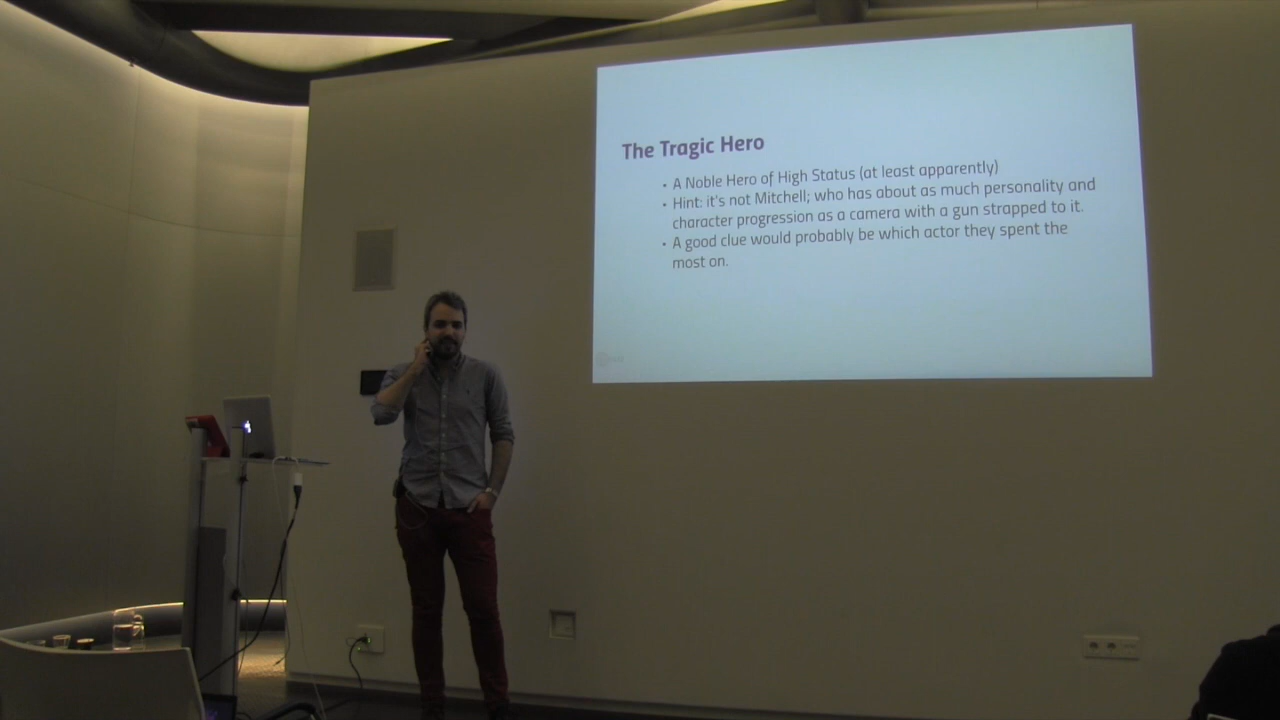 The Tragic Hero
• A Noble Hero of High Status (at least apparently)
• Hint: it's not Mitchell; who has about as much personality and
character progression as a camera with a gun strapped to it.
• A good clue would probably be which actor they spent the
most on.